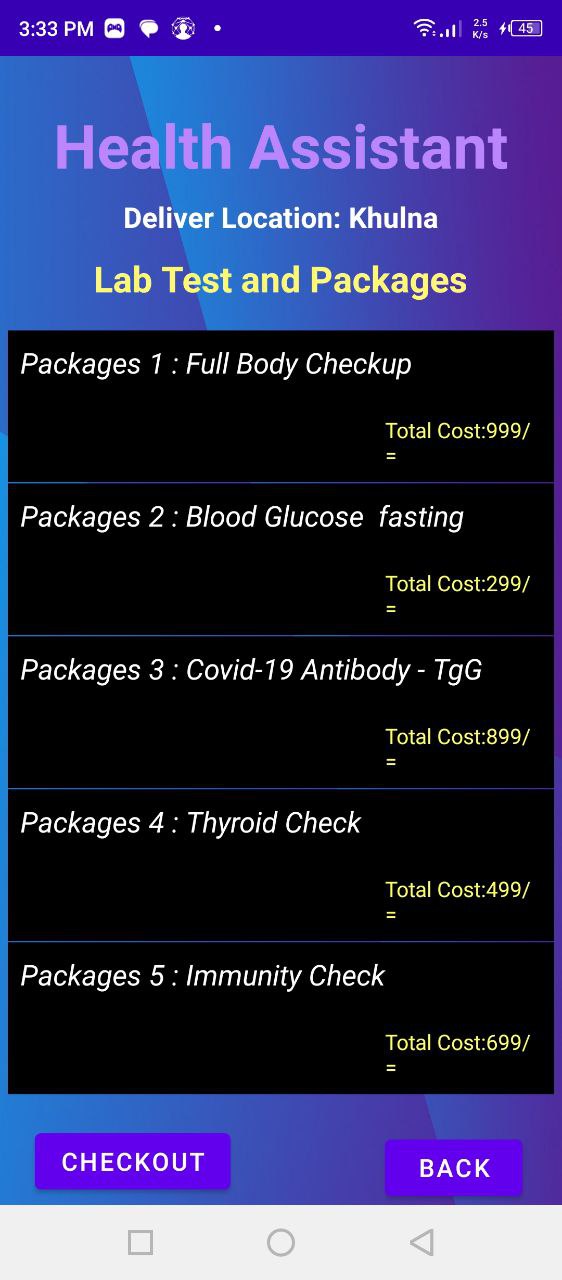 3:33 PM
2.5
K/s
45
Health Assistant
Deliver Location: Khulna
Lab Test and Packages
Packages 1 : Full Body Checkup
Total Cost:999/
=
Packages 2 : Blood Glucose  fasting
Total Cost:299/
=
Packages 3 : Covid-19 Antibody - TgG
Total Cost:899/
=
Packages 4 : Thyroid Check
Total Cost:499/
=
Packages 5 : Immunity Check
Total Cost:699/
=
CHECKOUT
BACK